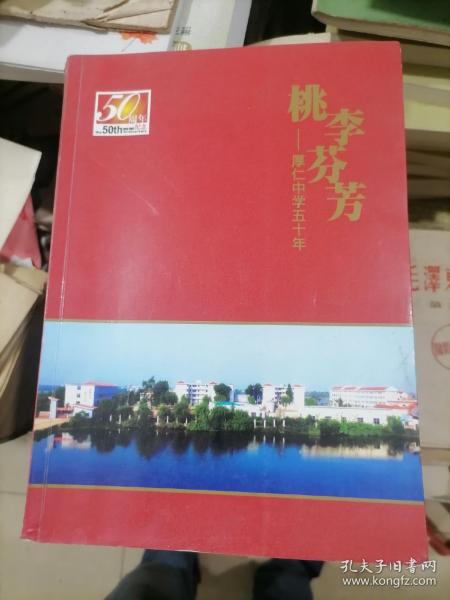 50周年
The 50th
桃李芬芳
——厚仁中学五十年
孔夫子旧书网
www.kongfz.com